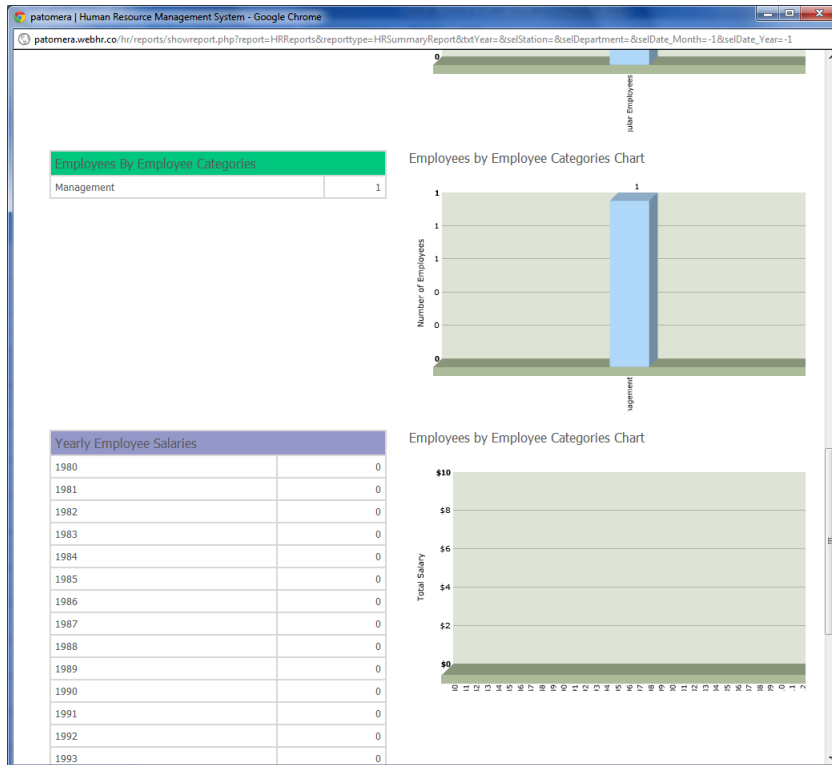 patomera | Human Resource Management System - Google Chrome
patomera.webhr.co/hr/reports/showreport.php?report=HRReports&reporttype=HRSummaryReport&txtYear=&selStation=&selDepartment=&selDate_Month=-1&selDate_Year=-1
0
ular Employees
Employees By Employee Categories
Management 1
Employees by Employee Categories Chart
1
1
1
1
0
0
0
Number of Employees
agement
Yearly Employee Salaries
1980 0
1981 0
1982 0
1983 0
1984 0
1985 0
1986 0
1987 0
1988 0
1989 0
1990 0
1991 0
1992 0
1993 0
Employees by Employee Categories Chart
$10
$8
$6
$4
$2
$0
Total Salary